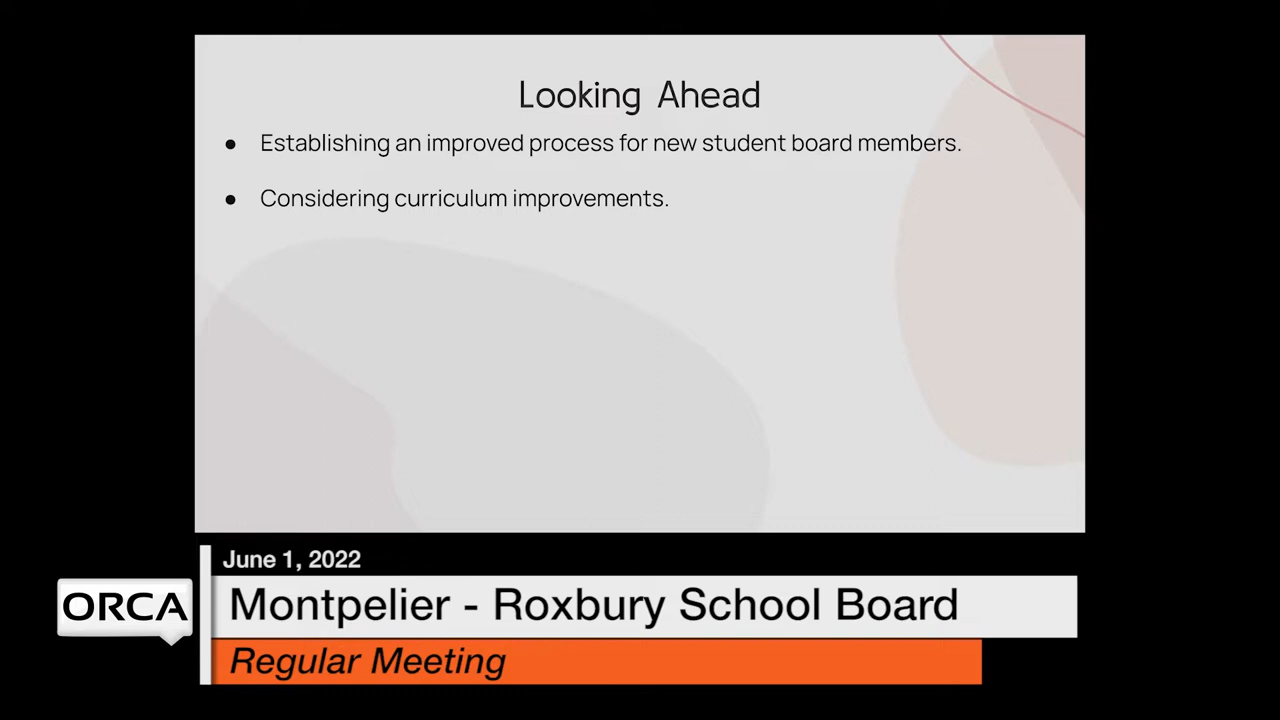 Looking Ahead
● Establishing an improved process for new student board members.
● Considering curriculum improvements.
June 1, 2022
ORCA
Montpelier - Roxbury School Board
Regular Meeting